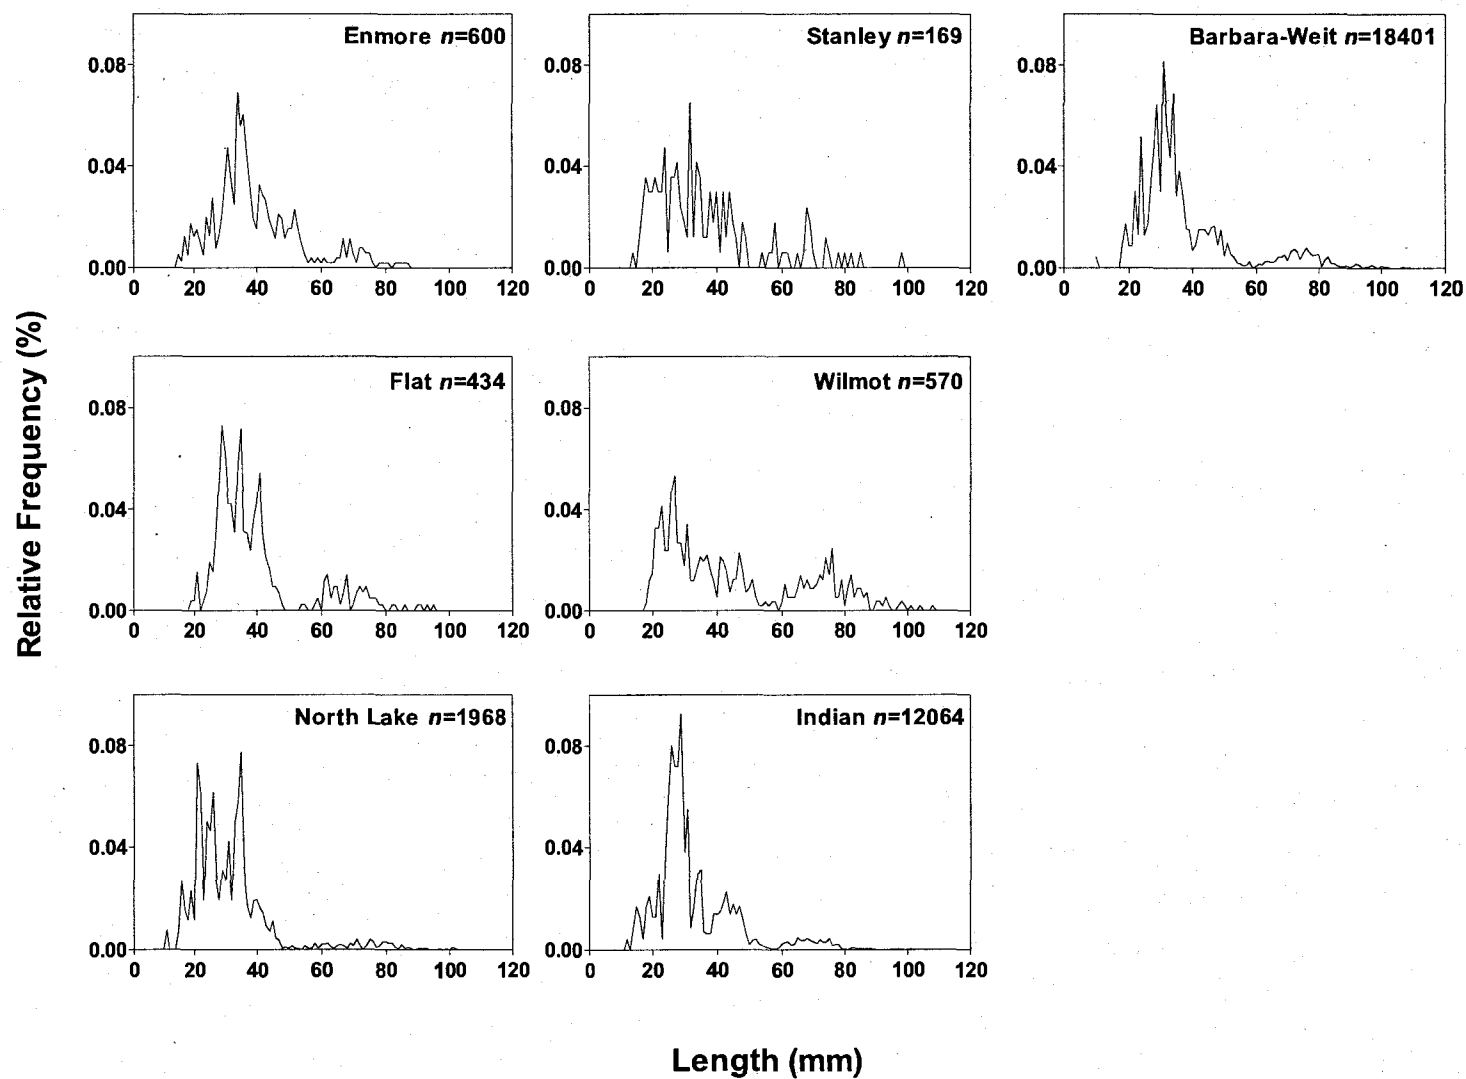 Enmore n=600
0.08
0.04
0.00
0 20 40 60 80 100 120
Stanley n=169
0.08
0.04
0.00
0 20 40 60 80 100 120
Barbara-Weit n=18401
0.08
0.04
0.00
0 20 40 60 80 100 120
Relative Frequency (%)
Flat n=434
0.08
0.04
0.00
0 20 40 60 80 100 120
Wilmot n=570
0.08
0.04
0.00
0 20 40 60 80 100 120
North Lake n=1968
0.08
0.04
0.00
0 20 40 60 80 100 120
Indian n=12064
0.08
0.04
0.00
0 20 40 60 80 100 120
Length (mm)